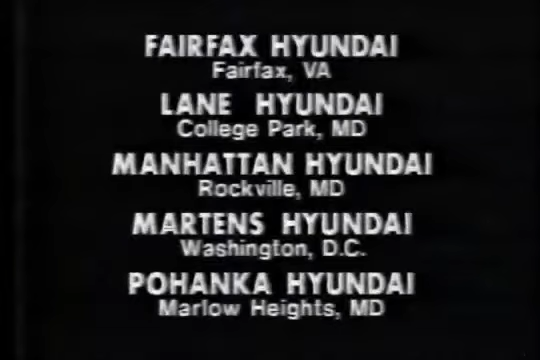 FAIRFAX HYUNDAI
Fairfax, VA
LANE HYUNDAI
College Park, MD
MANHATTAN HYUNDAI
Rockville, MD
MARTENS HYUNDAI
Washington, D.C.
POHANKA HYUNDAI
Marlow Heights, MD